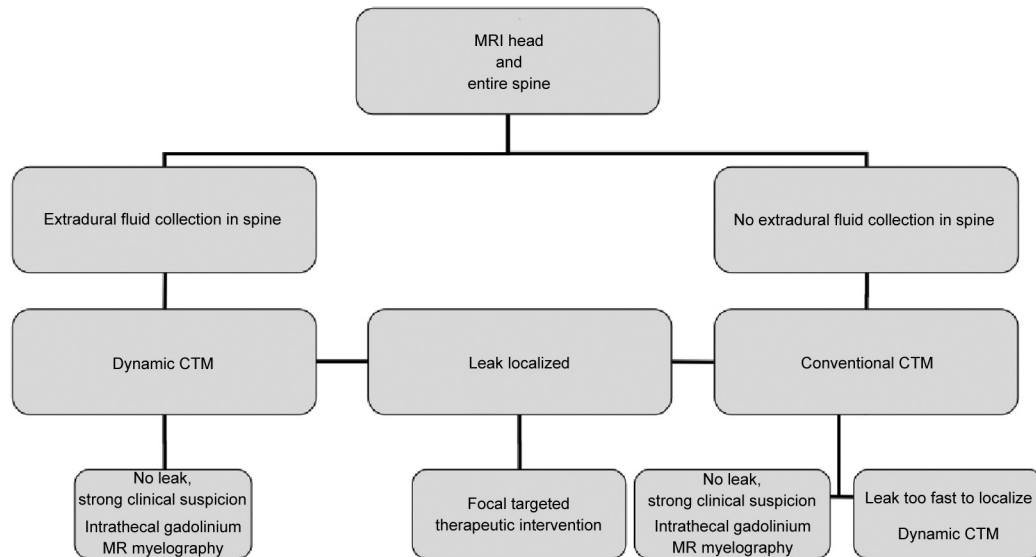 MRI head
and
entire spine
Extradural fluid collection in spine
No extradural fluid collection in spine
Dynamic CTM
Leak localized
Conventional CTM
No leak,
strong clinical suspicion
Intrathecal gadolinium
MR myelography
Focal targeted
therapeutic intervention
No leak,
strong clinical suspicion
Intrathecal gadolinium
MR myelography
Leak too fast to localize
Dynamic CTM